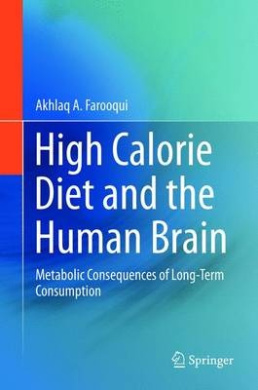 Akhlaq A. Farooqui
High Calorie
Diet and the
Human Brain
Metabolic Consequences of Long-Term
Consumption
Springer